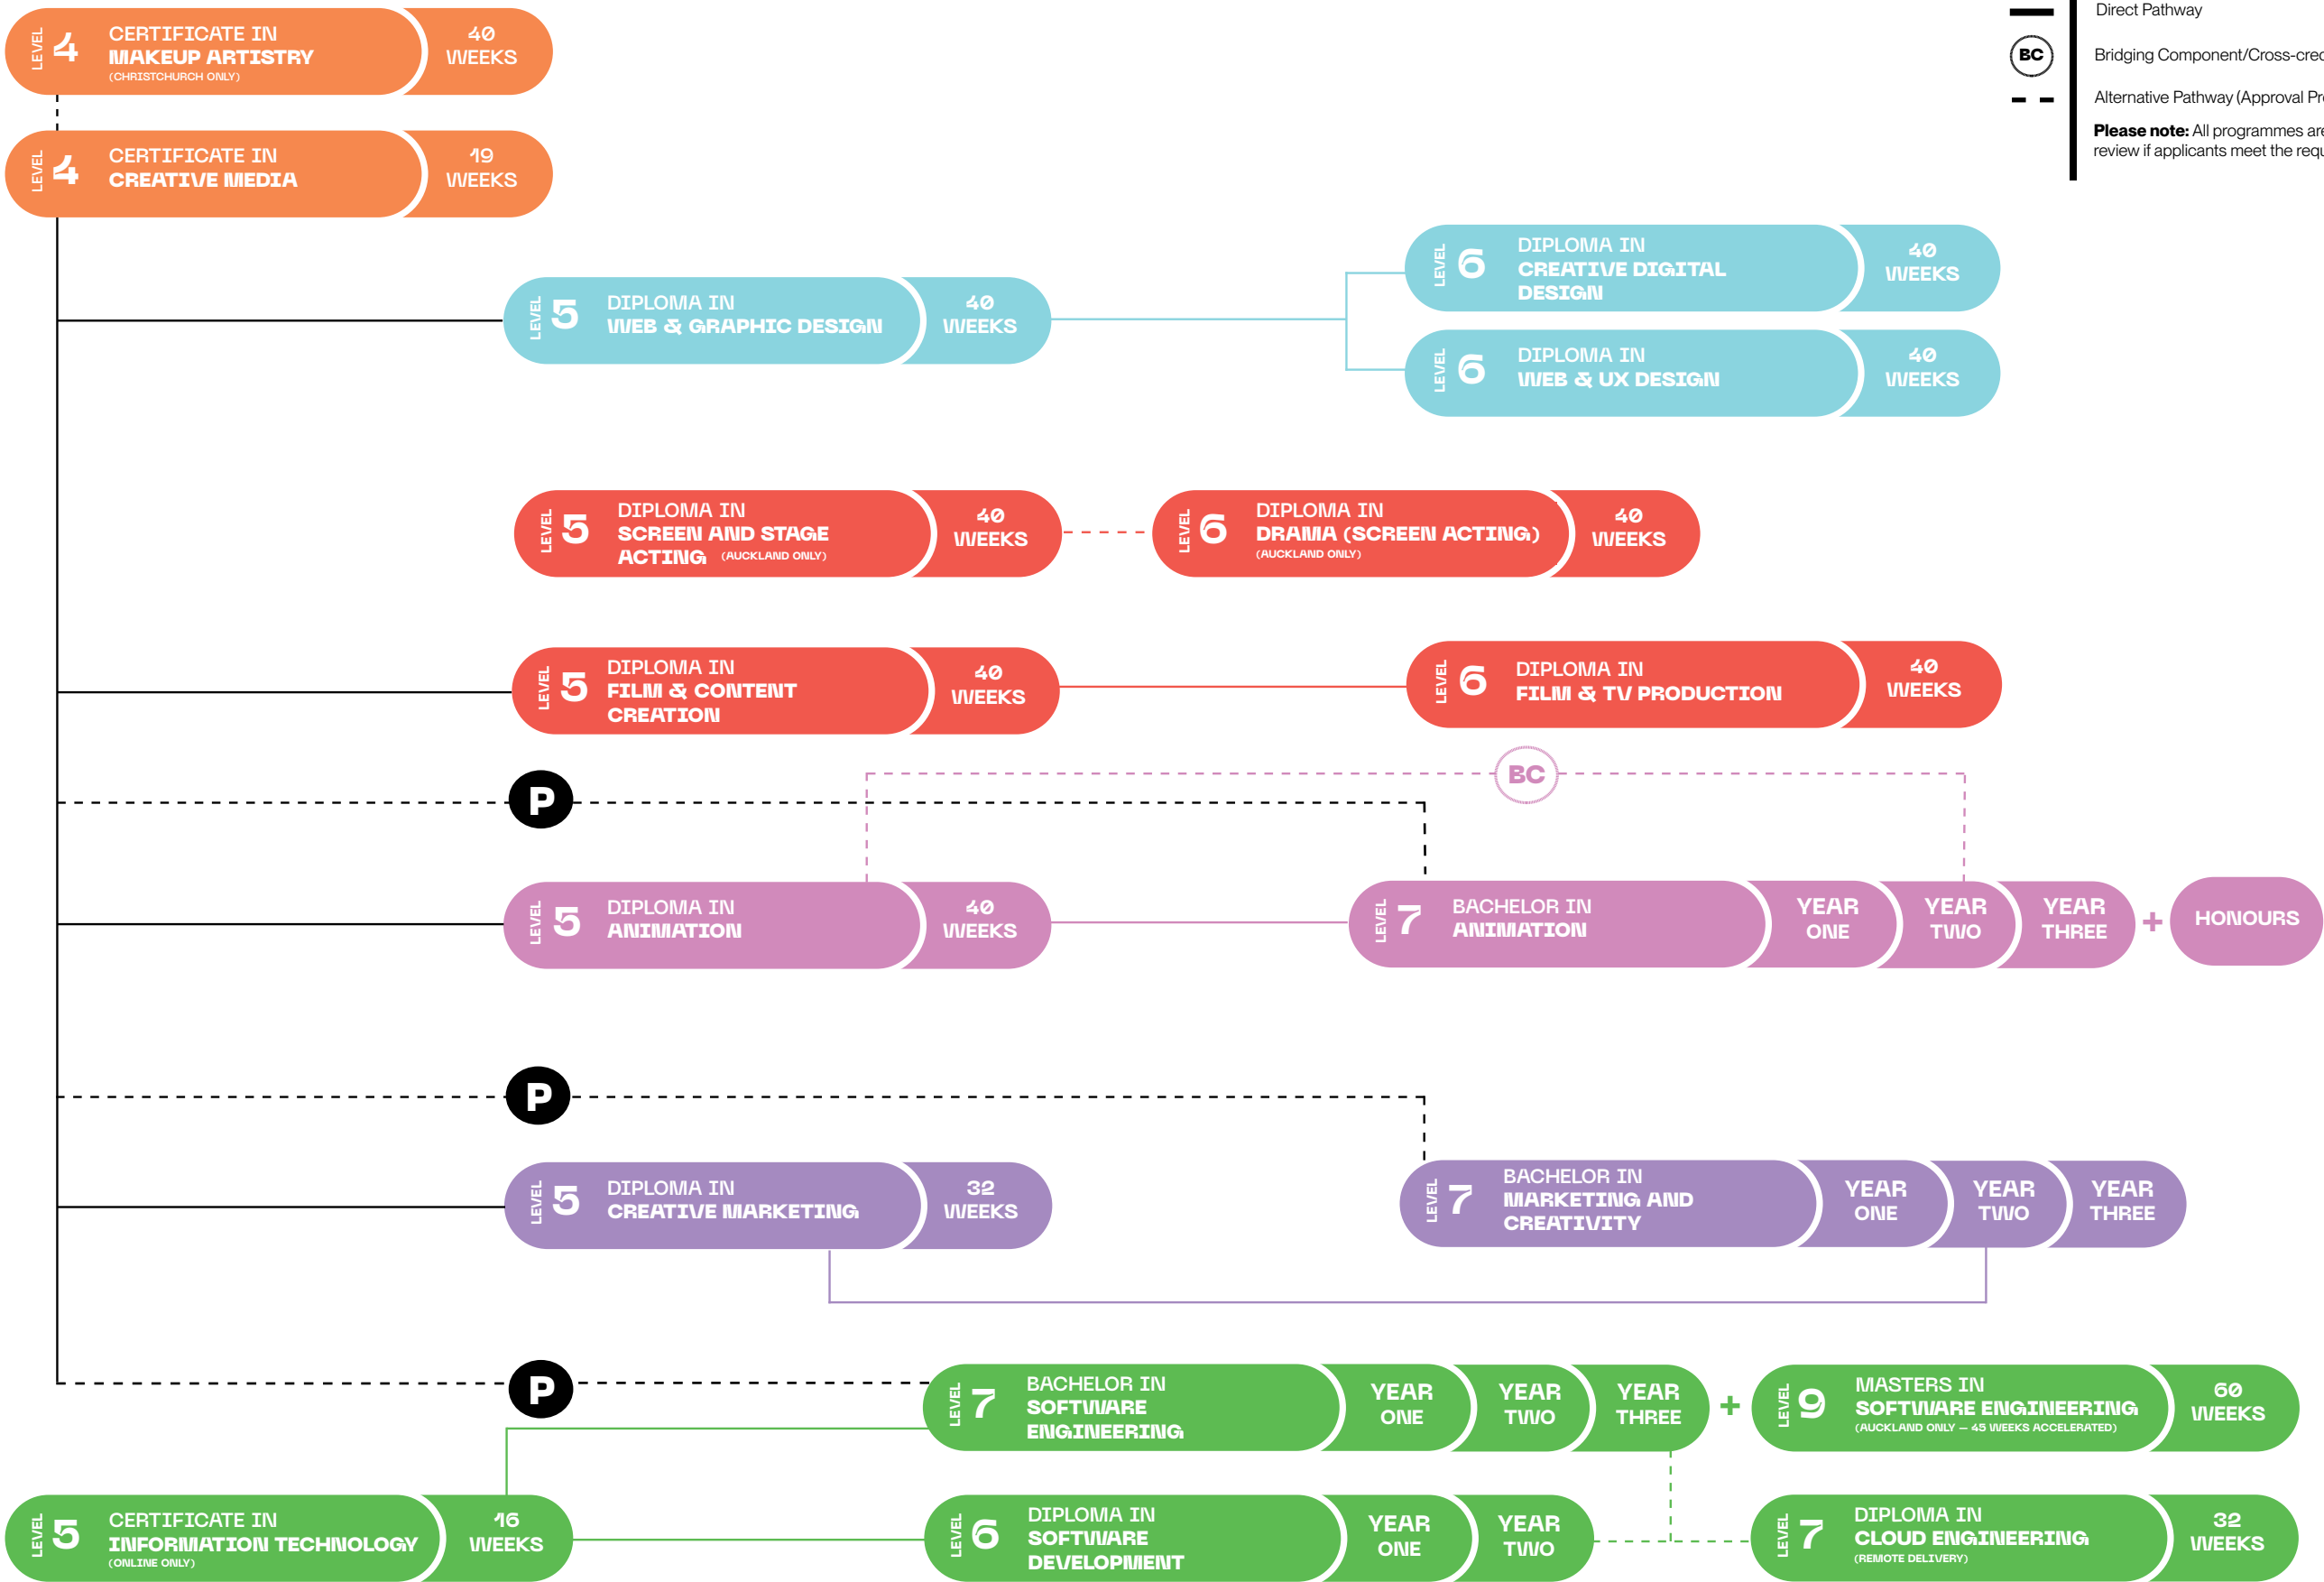 Direct Pathway
BC
Bridging Component/Cross-cred
Alternative Pathway (Approval Pr
Please note: All programmes are
review if applicants meet the requ
LEVEL 4
CERTIFICATE IN
MAKEUP ARTISTRY
(CHRISTCHURCH ONLY)
40
WEEKS
LEVEL 4
CERTIFICATE IN
CREATIVE MEDIA
19
WEEKS
LEVEL 5
DIPLOMA IN
WEB & GRAPHIC DESIGN
40
WEEKS
LEVEL 6
DIPLOMA IN
CREATIVE DIGITAL
DESIGN
40
WEEKS
LEVEL 6
DIPLOMA IN
WEB & UX DESIGN
40
WEEKS
LEVEL 5
DIPLOMA IN
SCREEN AND STAGE
ACTING (AUCKLAND ONLY)
40
WEEKS
LEVEL 6
DIPLOMA IN
DRAMA (SCREEN ACTING)
(AUCKLAND ONLY)
40
WEEKS
LEVEL 5
DIPLOMA IN
FILM & CONTENT
CREATION
40
WEEKS
LEVEL 6
DIPLOMA IN
FILM & TV PRODUCTION
40
WEEKS
BC
P
LEVEL 5
DIPLOMA IN
ANIMATION
40
WEEKS
LEVEL 7
BACHELOR IN
ANIMATION
YEAR
ONE
YEAR
TWO
YEAR
THREE
+
HONOURS
P
LEVEL 5
DIPLOMA IN
CREATIVE MARKETING
32
WEEKS
LEVEL 7
BACHELOR IN
MARKETING AND
CREATIVITY
YEAR
ONE
YEAR
TWO
YEAR
THREE
P
LEVEL 7
BACHELOR IN
SOFTWARE
ENGINEERING
YEAR
ONE
YEAR
TWO
YEAR
THREE
+
LEVEL 9
MASTERS IN
SOFTWARE ENGINEERING
(AUCKLAND ONLY – 45 WEEKS ACCELERATED)
60
WEEKS
LEVEL 5
CERTIFICATE IN
INFORMATION TECHNOLOGY
(ONLINE ONLY)
16
WEEKS
LEVEL 6
DIPLOMA IN
SOFTWARE
DEVELOPMENT
YEAR
ONE
YEAR
TWO
LEVEL 7
DIPLOMA IN
CLOUD ENGINEERING
(REMOTE DELIVERY)
32
WEEKS